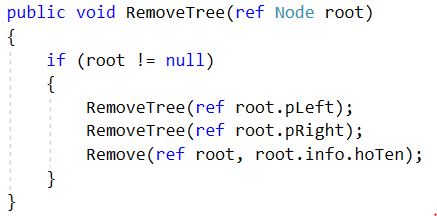 public void RemoveTree(ref Node root)
{
    if (root != null)
    {
        RemoveTree(ref root.pLeft);
        RemoveTree(ref root.pRight);
        Remove(ref root, root.info.hoTen);
    }
}